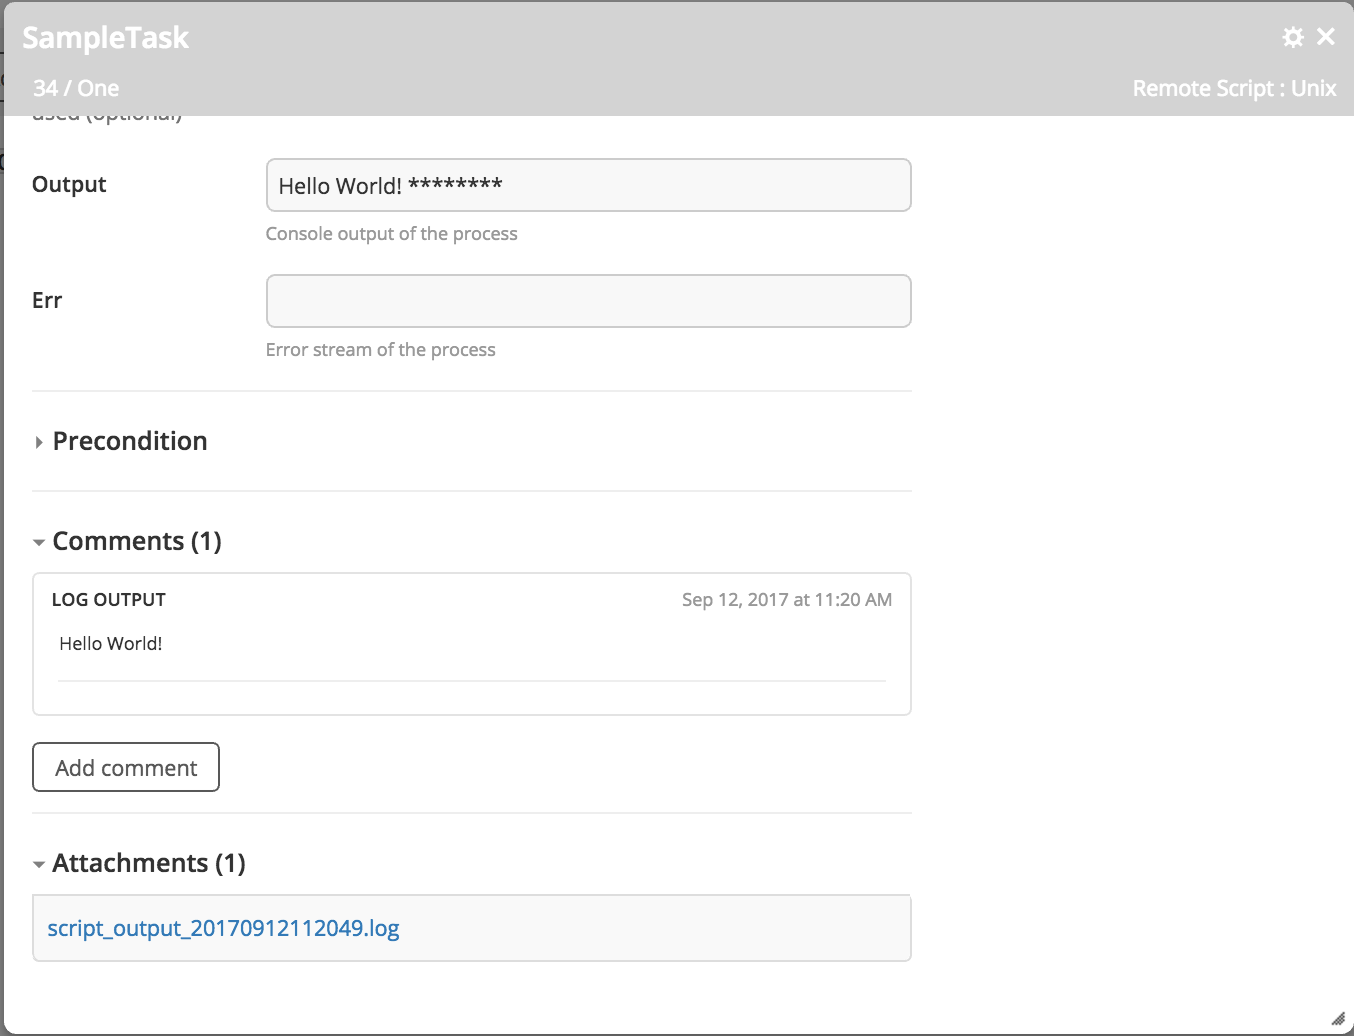 SampleTask
34 / One
Remote Script : Unix
used (optional)
Output
Hello World! ********
Console output of the process
Err
Error stream of the process
Precondition
Comments (1)
LOG OUTPUT
Sep 12, 2017 at 11:20 AM
Hello World!
Add comment
Attachments (1)
script_output_20170912112049.log